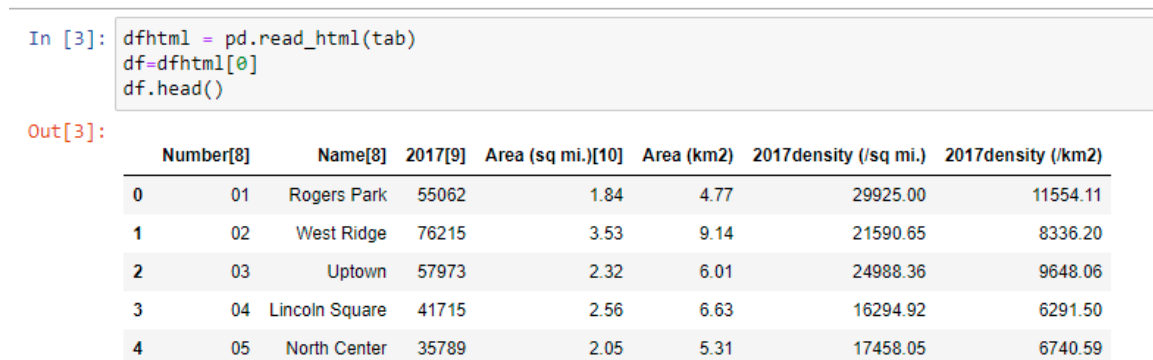 In [3]: dfhtml = pd.read_html(tab)
df=dfhtml[0]
df.head()
Out[3]:
Number[8] Name[8] 2017[9] Area (sq mi.)[10] Area (km2) 2017density (/sq mi.) 2017density (/km2)
0 01 Rogers Park 55062 1.84 4.77 29925.00 11554.11
1 02 West Ridge 76215 3.53 9.14 21590.65 8336.20
2 03 Uptown 57973 2.32 6.01 24988.36 9648.06
3 04 Lincoln Square 41715 2.56 6.63 16294.92 6291.50
4 05 North Center 35789 2.05 5.31 17458.05 6740.59